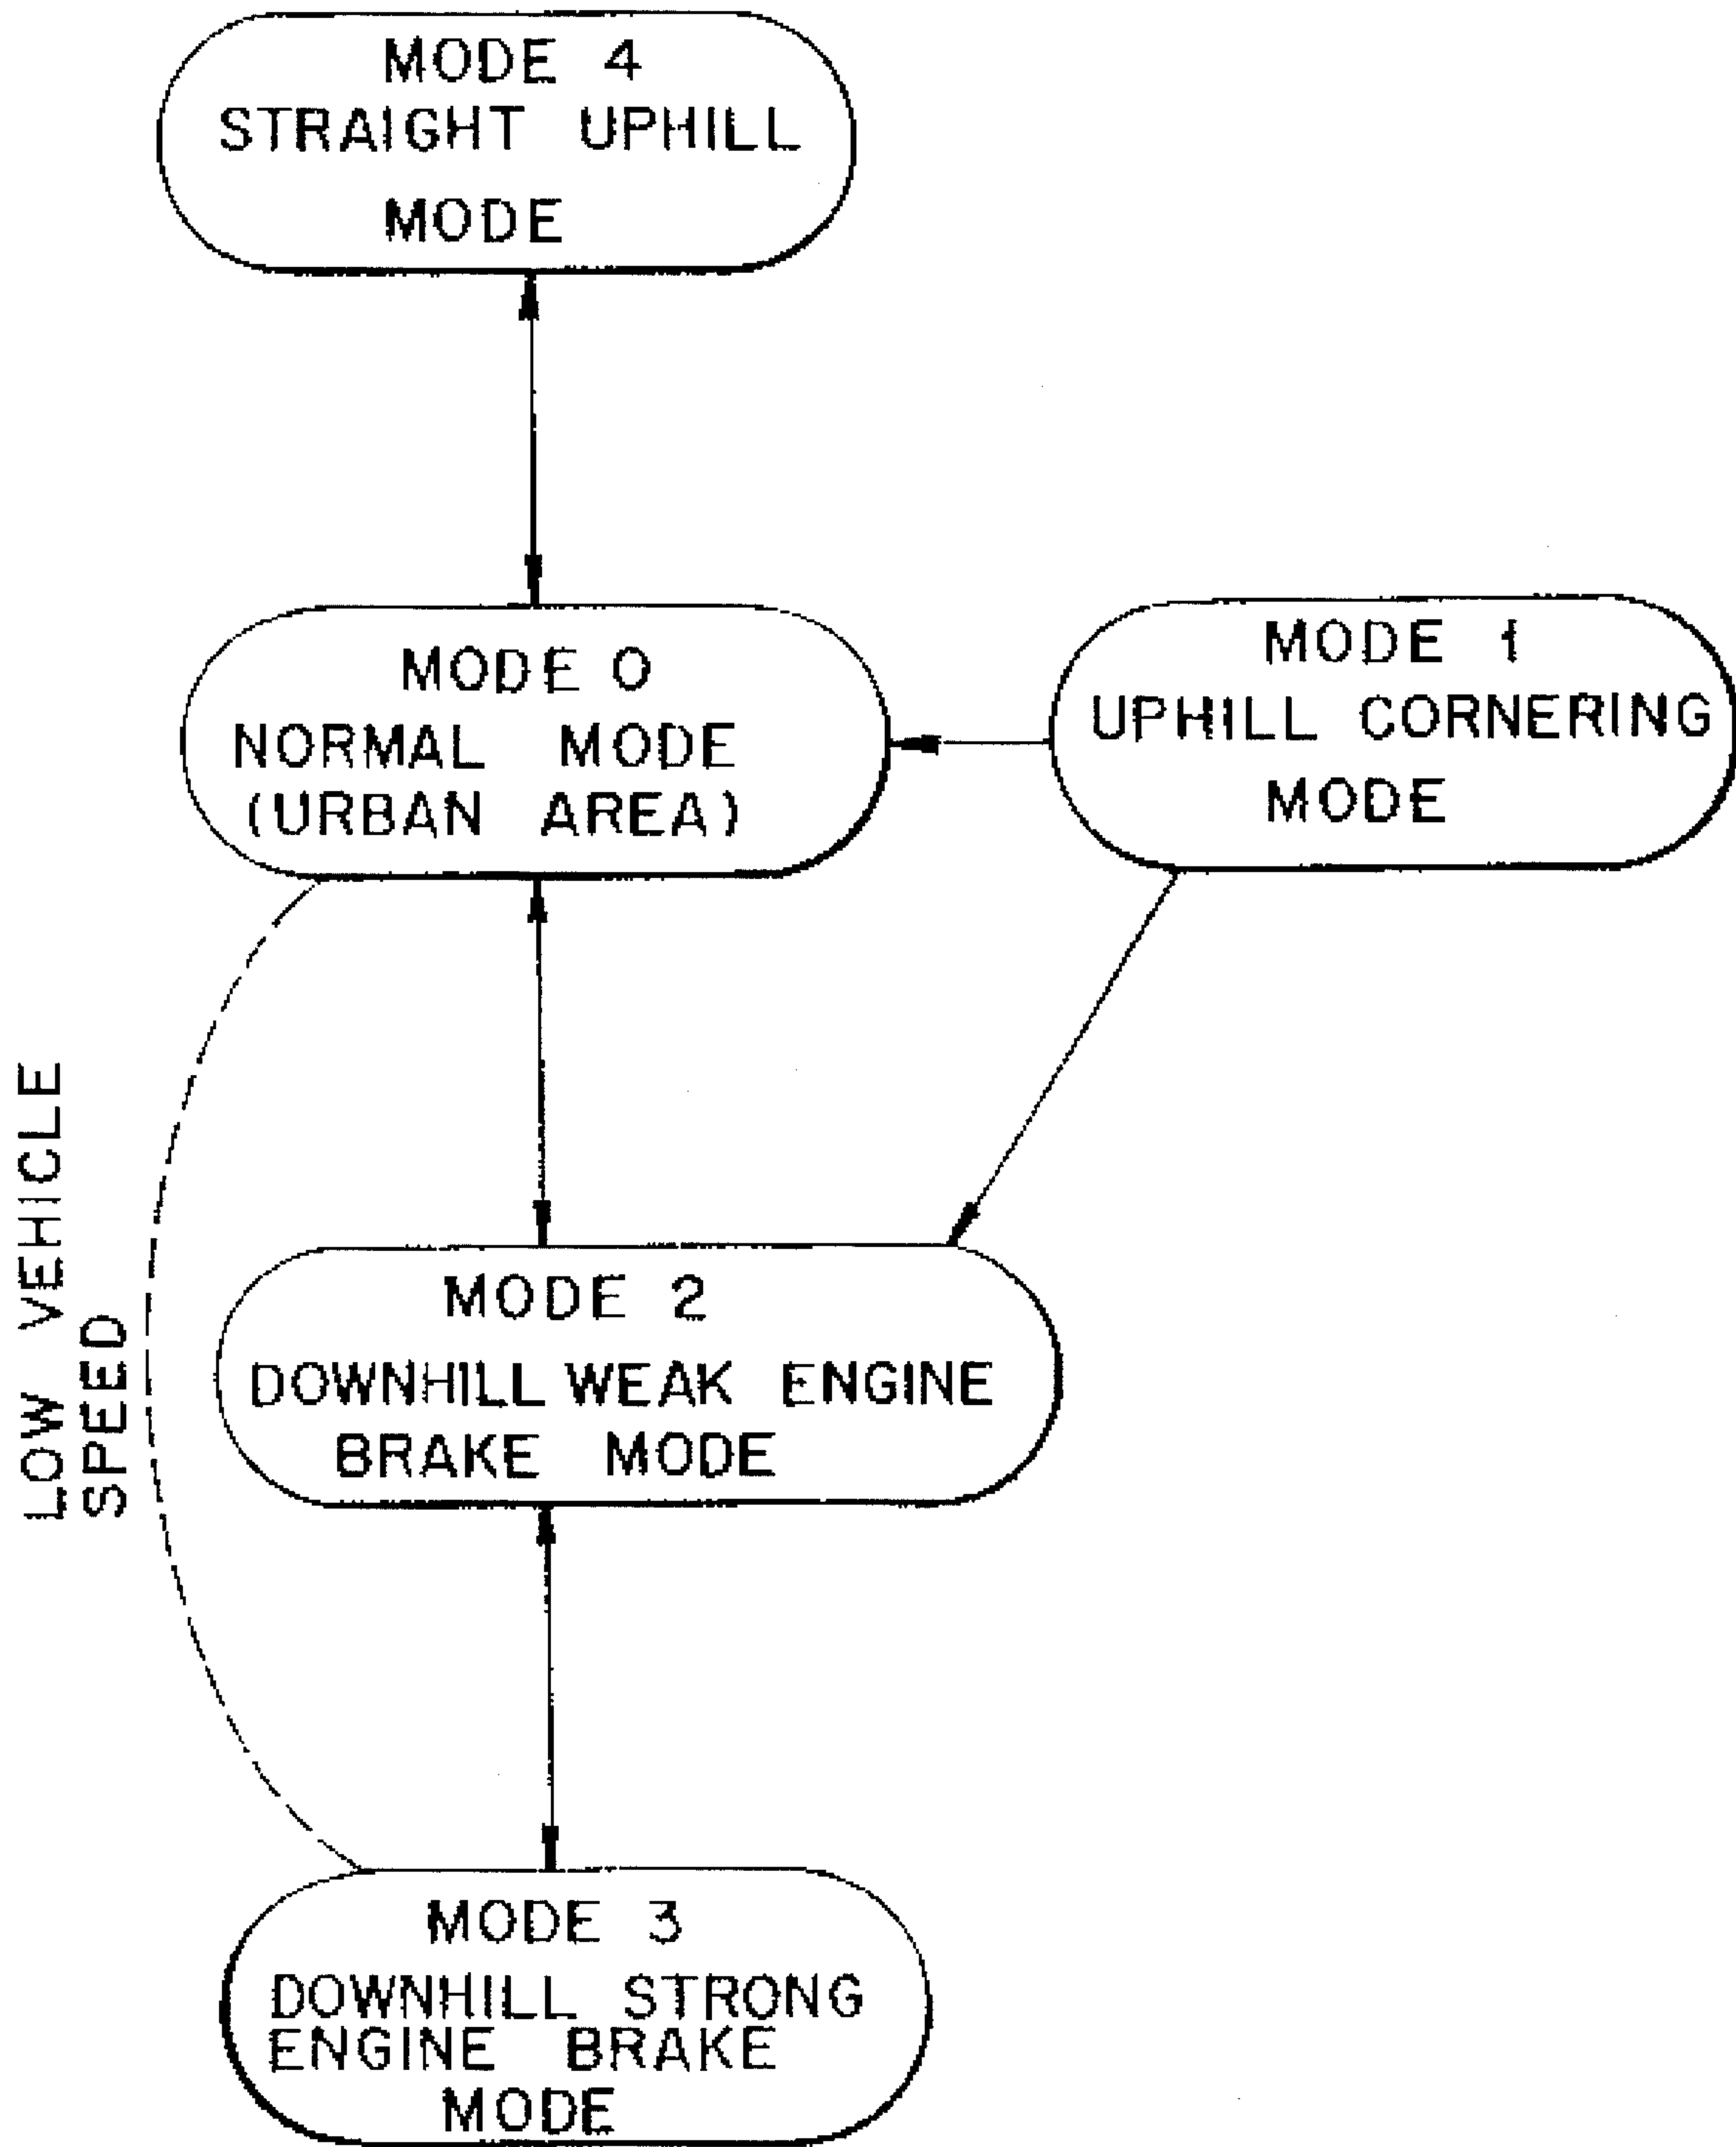 MODE 4
STRAIGHT UPHILL
MODE
MODE 0
NORMAL MODE
(URBAN AREA)
MODE 1
UPHILL CORNERING
MODE
LOW VEHICLE
SPEED
MODE 2
DOWNHILL WEAK ENGINE
BRAKE MODE
MODE 3
DOWNHILL STRONG
ENGINE BRAKE
MODE